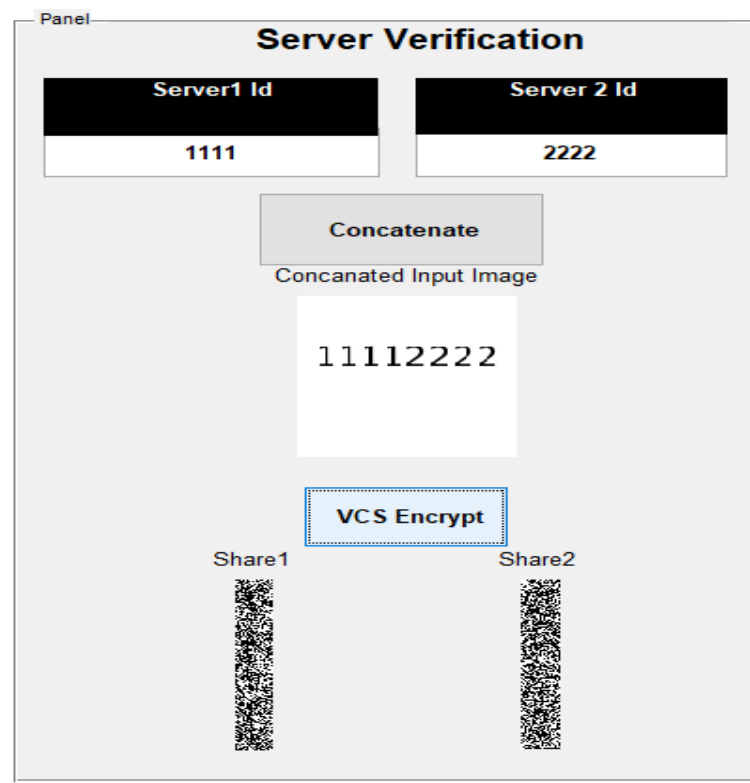 Panel
Server Verification
Server1 Id
Server 2 Id
1111
2222
Concatenate
Concanated Input Image
11112222
VCS Encrypt
Share1
Share2